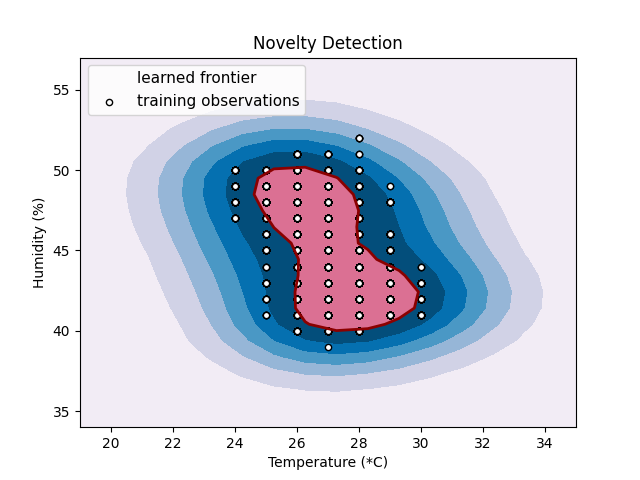 Novelty Detection
learned frontier
training observations
55
50
45
40
35
Humidity (%)
20 22 24 26 28 30 32 34
Temperature (*C)